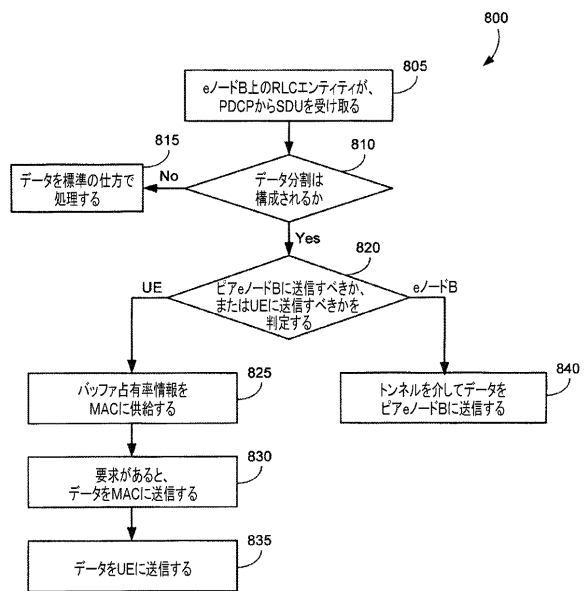 800
805
eノードB上のRLCエンティティが、
PDCPからSDUを受け取る
815
810
データを標準の仕方で
処理する
No
データ分割は
構成されるか
Yes
820
UE
ピアeノードBに送信すべきか、
またはUEに送信すべきかを
判定する
eノードB
825
バッファ占有率情報を
MACに供給する
840
トンネルを介してデータを
ピアeノードBに送信する
830
要求があると、
データをMACに送信する
835
データをUEに送信する